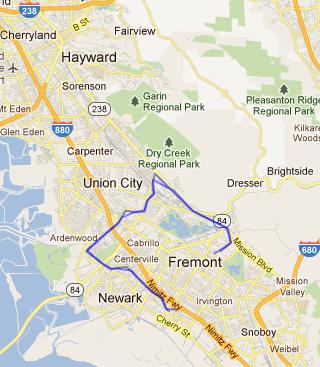 238
Cherryland
B St
Fairview
Hayward
Garin
Regional Park
Sorenson
Pleasanton Ridge
Regional
Mt Eden
238
Kilkare
Woods
Glen Eden
880
Dry Creek
Regional Park
Carpenter
Brightside
Union City
Dresser
84
Ardenwood
Cabrillo
Mission Blvd
Centerville
680
Fremont
Mission
Valley
84
Newark
Nimitz Fwy
Irvington
Cherry St
Nimitz Fwy
Snoboy
Weibel